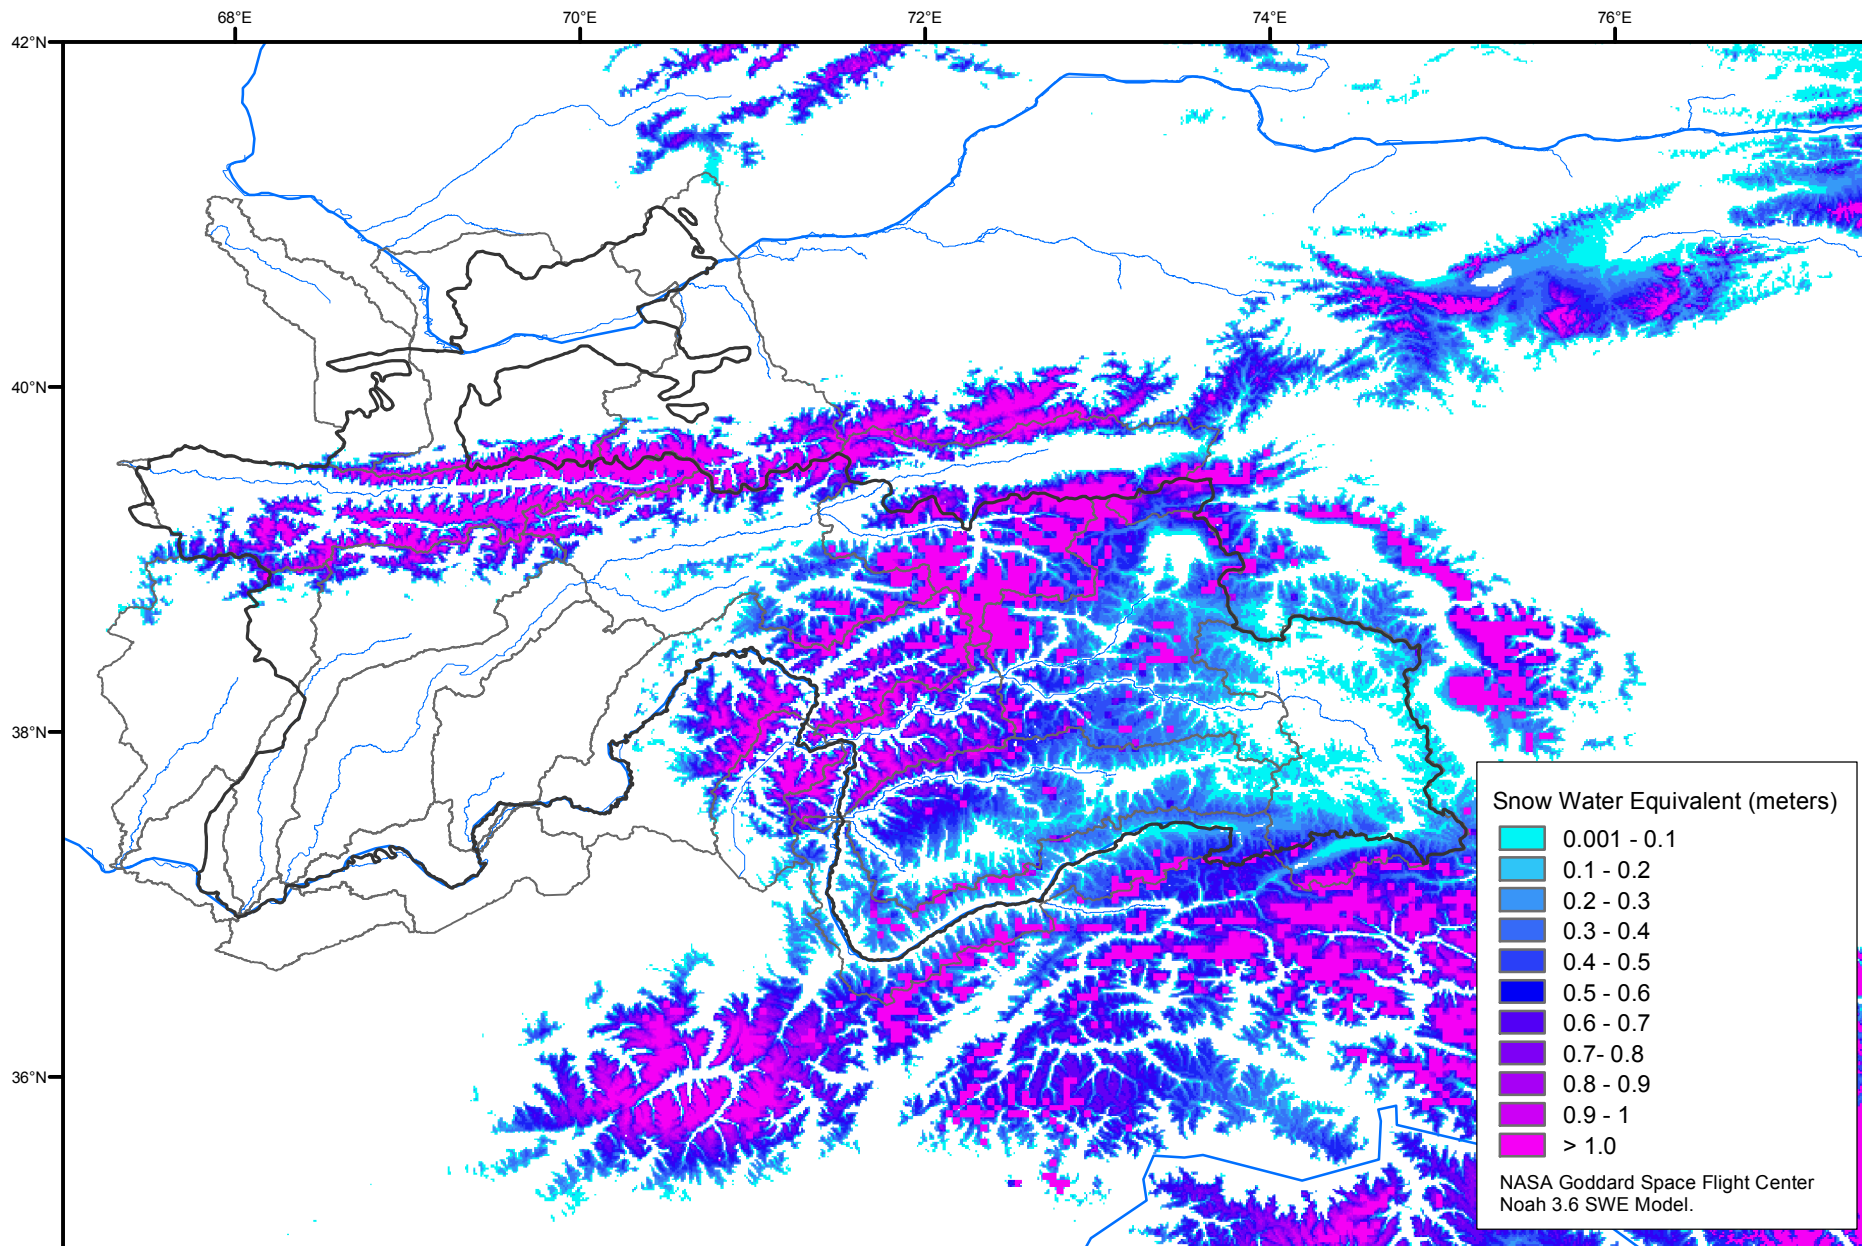 68°E 70°E 72°E 74°E 76°E
42°N
40°N
38°N
36°N
Snow Water Equivalent (meters)
0.001 - 0.1
0.1 - 0.2
0.2 - 0.3
0.3 - 0.4
0.4 - 0.5
0.5 - 0.6
0.6 - 0.7
0.7- 0.8
0.8 - 0.9
0.9 - 1
> 1.0
NASA Goddard Space Flight Center
Noah 3.6 SWE Model.